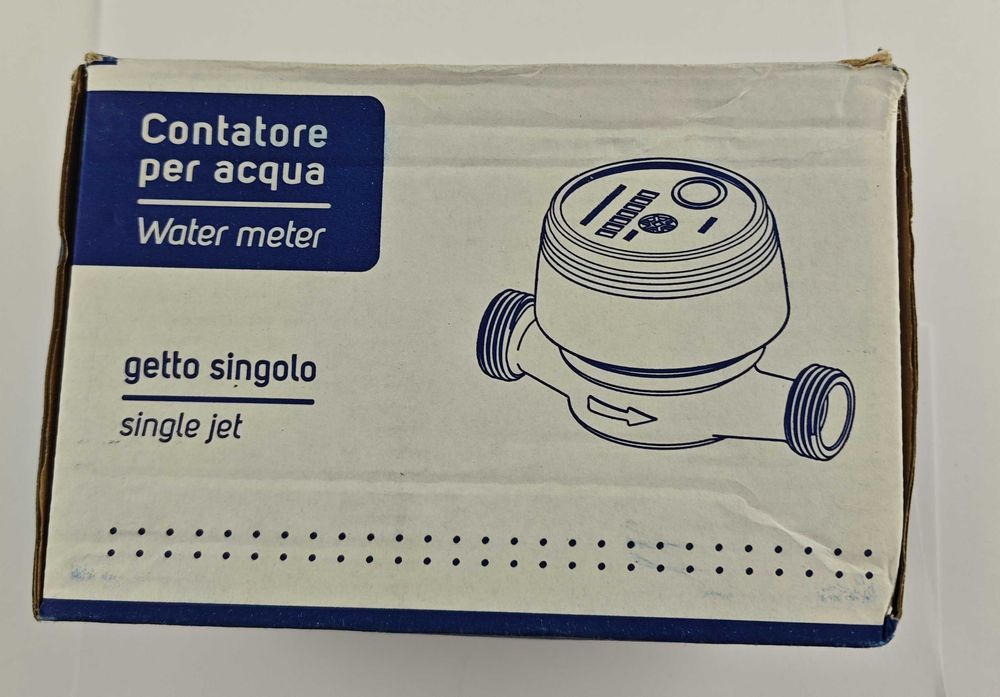 Contatore
per acqua
Water meter
getto singolo
single jet